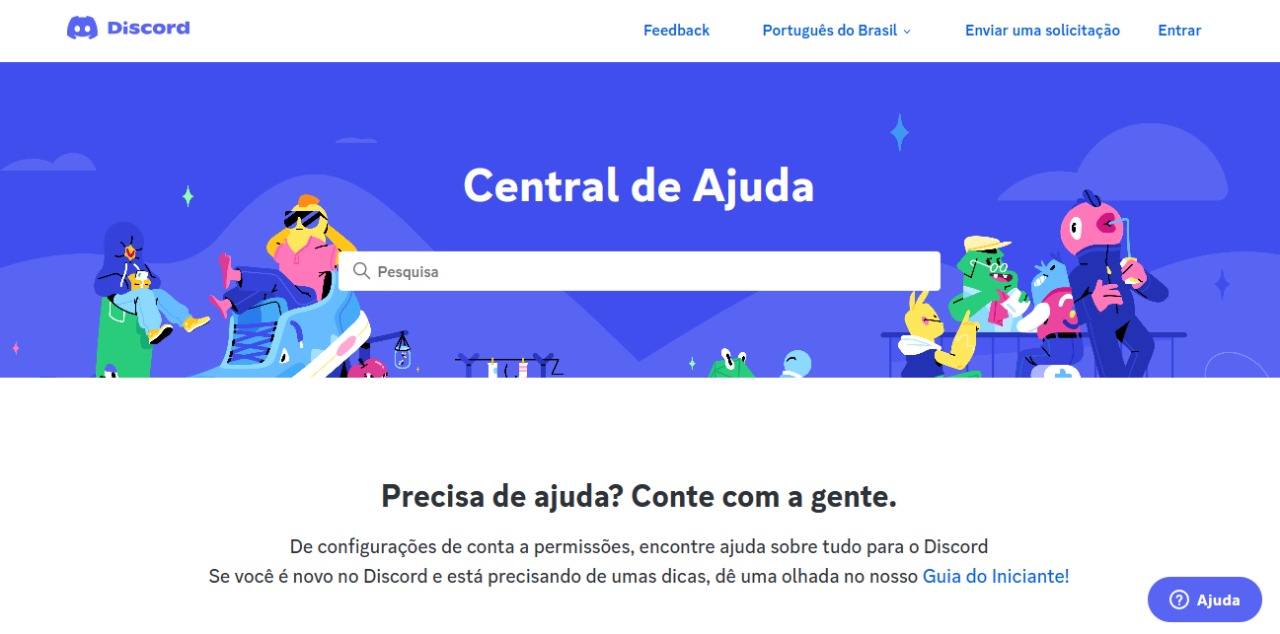 Discord
Feedback
Português do Brasil
Enviar uma solicitação
Entrar
Central de Ajuda
Pesquisa
Precisa de ajuda? Conte com a gente.
De configurações de conta a permissões, encontre ajuda sobre tudo para o Discord
Se você é novo no Discord e está precisando de umas dicas, dê uma olhada no nosso Guia do Iniciante!
Ajuda